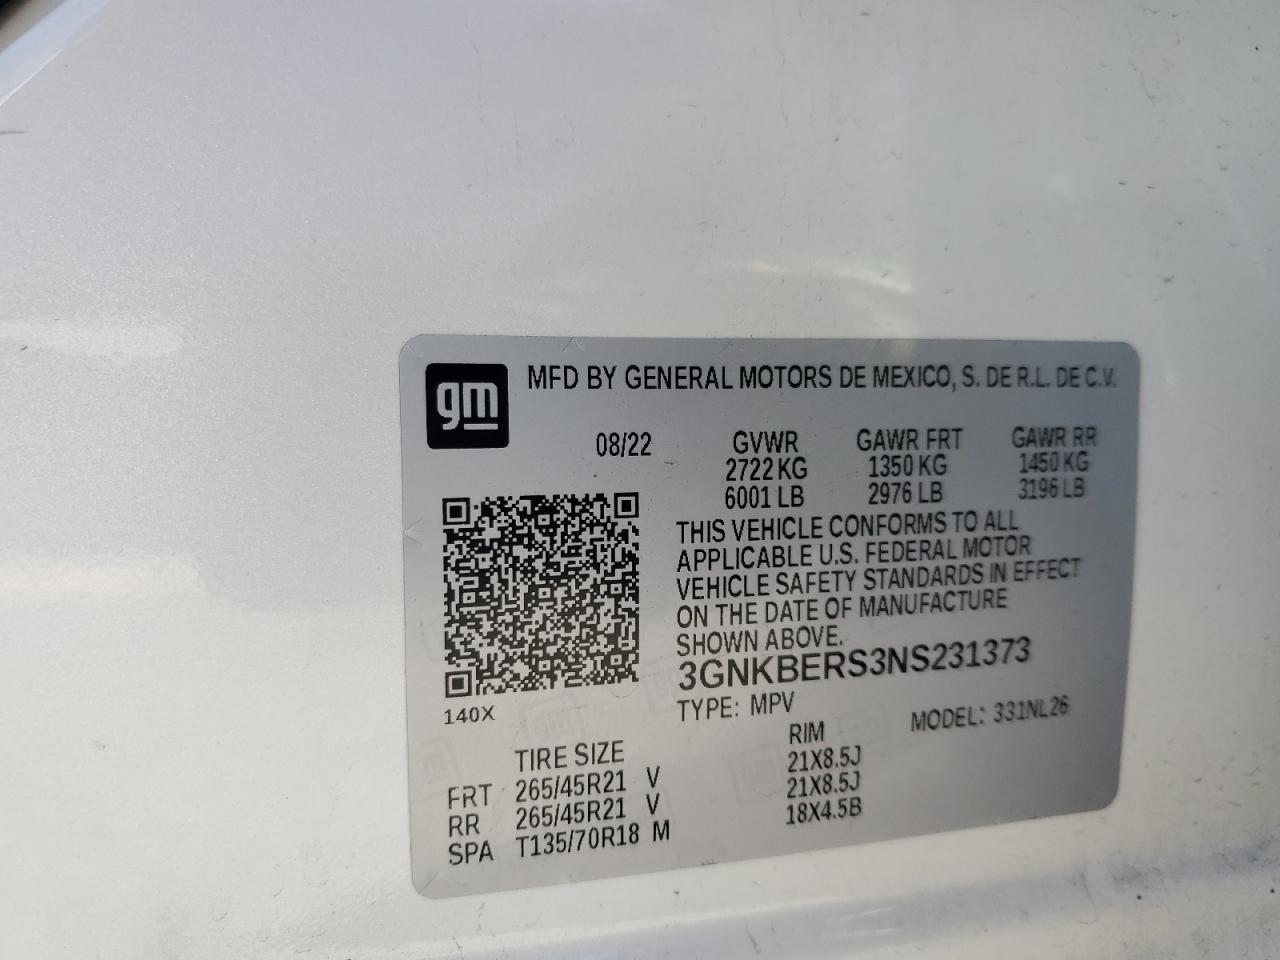 gm
MFD BY GENERAL MOTORS DE MEXICO, S. DE R.L. DE C.V.
08/22 GVWR GAWR FRT GAWR RR
2722 KG 1350 KG 1450 KG
6001 LB 2976 LB 3196 LB
THIS VEHICLE CONFORMS TO ALL
APPLICABLE U.S. FEDERAL MOTOR
VEHICLE SAFETY STANDARDS IN EFFECT
ON THE DATE OF MANUFACTURE
SHOWN ABOVE.
3GNKBERS3NS231373
140X
TYPE: MPV MODEL: 331NL26
TIRE SIZE RIM
FRT 265/45R21 V 21X8.5J
RR 265/45R21 V 21X8.5J
SPA T135/70R18 M 18X4.5B